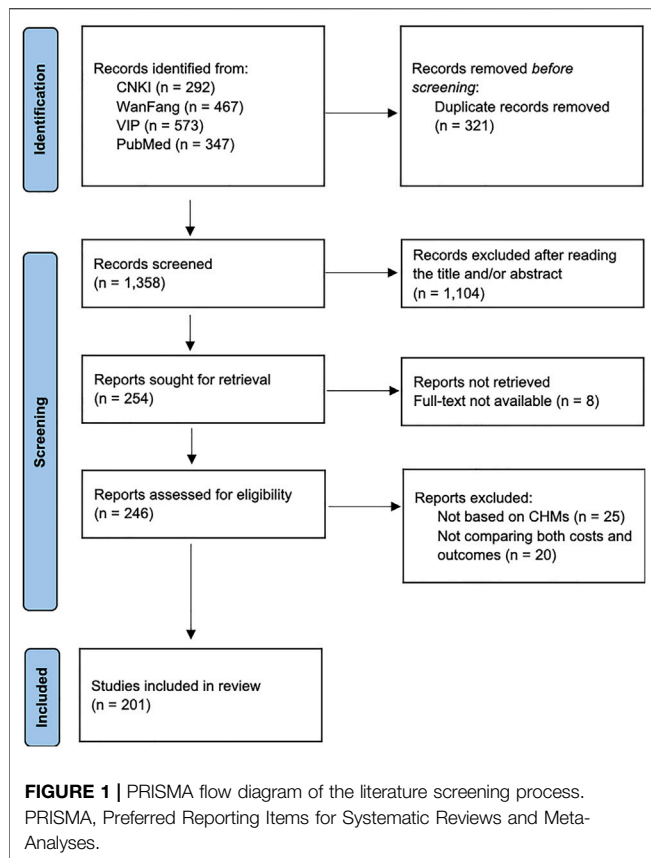 Identification
Records identified from:
CNKI (n = 292)
WanFang (n = 467)
VIP (n = 573)
PubMed (n = 347)
Records removed before
screening:
Duplicate records removed
(n = 321)
Screening
Records screened
(n = 1,358)
Records excluded after reading
the title and/or abstract
(n = 1,104)
Reports sought for retrieval
(n = 254)
Reports not retrieved
Full-text not available (n = 8)
Reports assessed for eligibility
(n = 246)
Reports excluded:
Not based on CHMs (n = 25)
Not comparing both costs and
outcomes (n = 20)
Included
Studies included in review
(n = 201)
FIGURE 1 | PRISMA flow diagram of the literature screening process.
PRISMA, Preferred Reporting Items for Systematic Reviews and Meta-
Analyses.